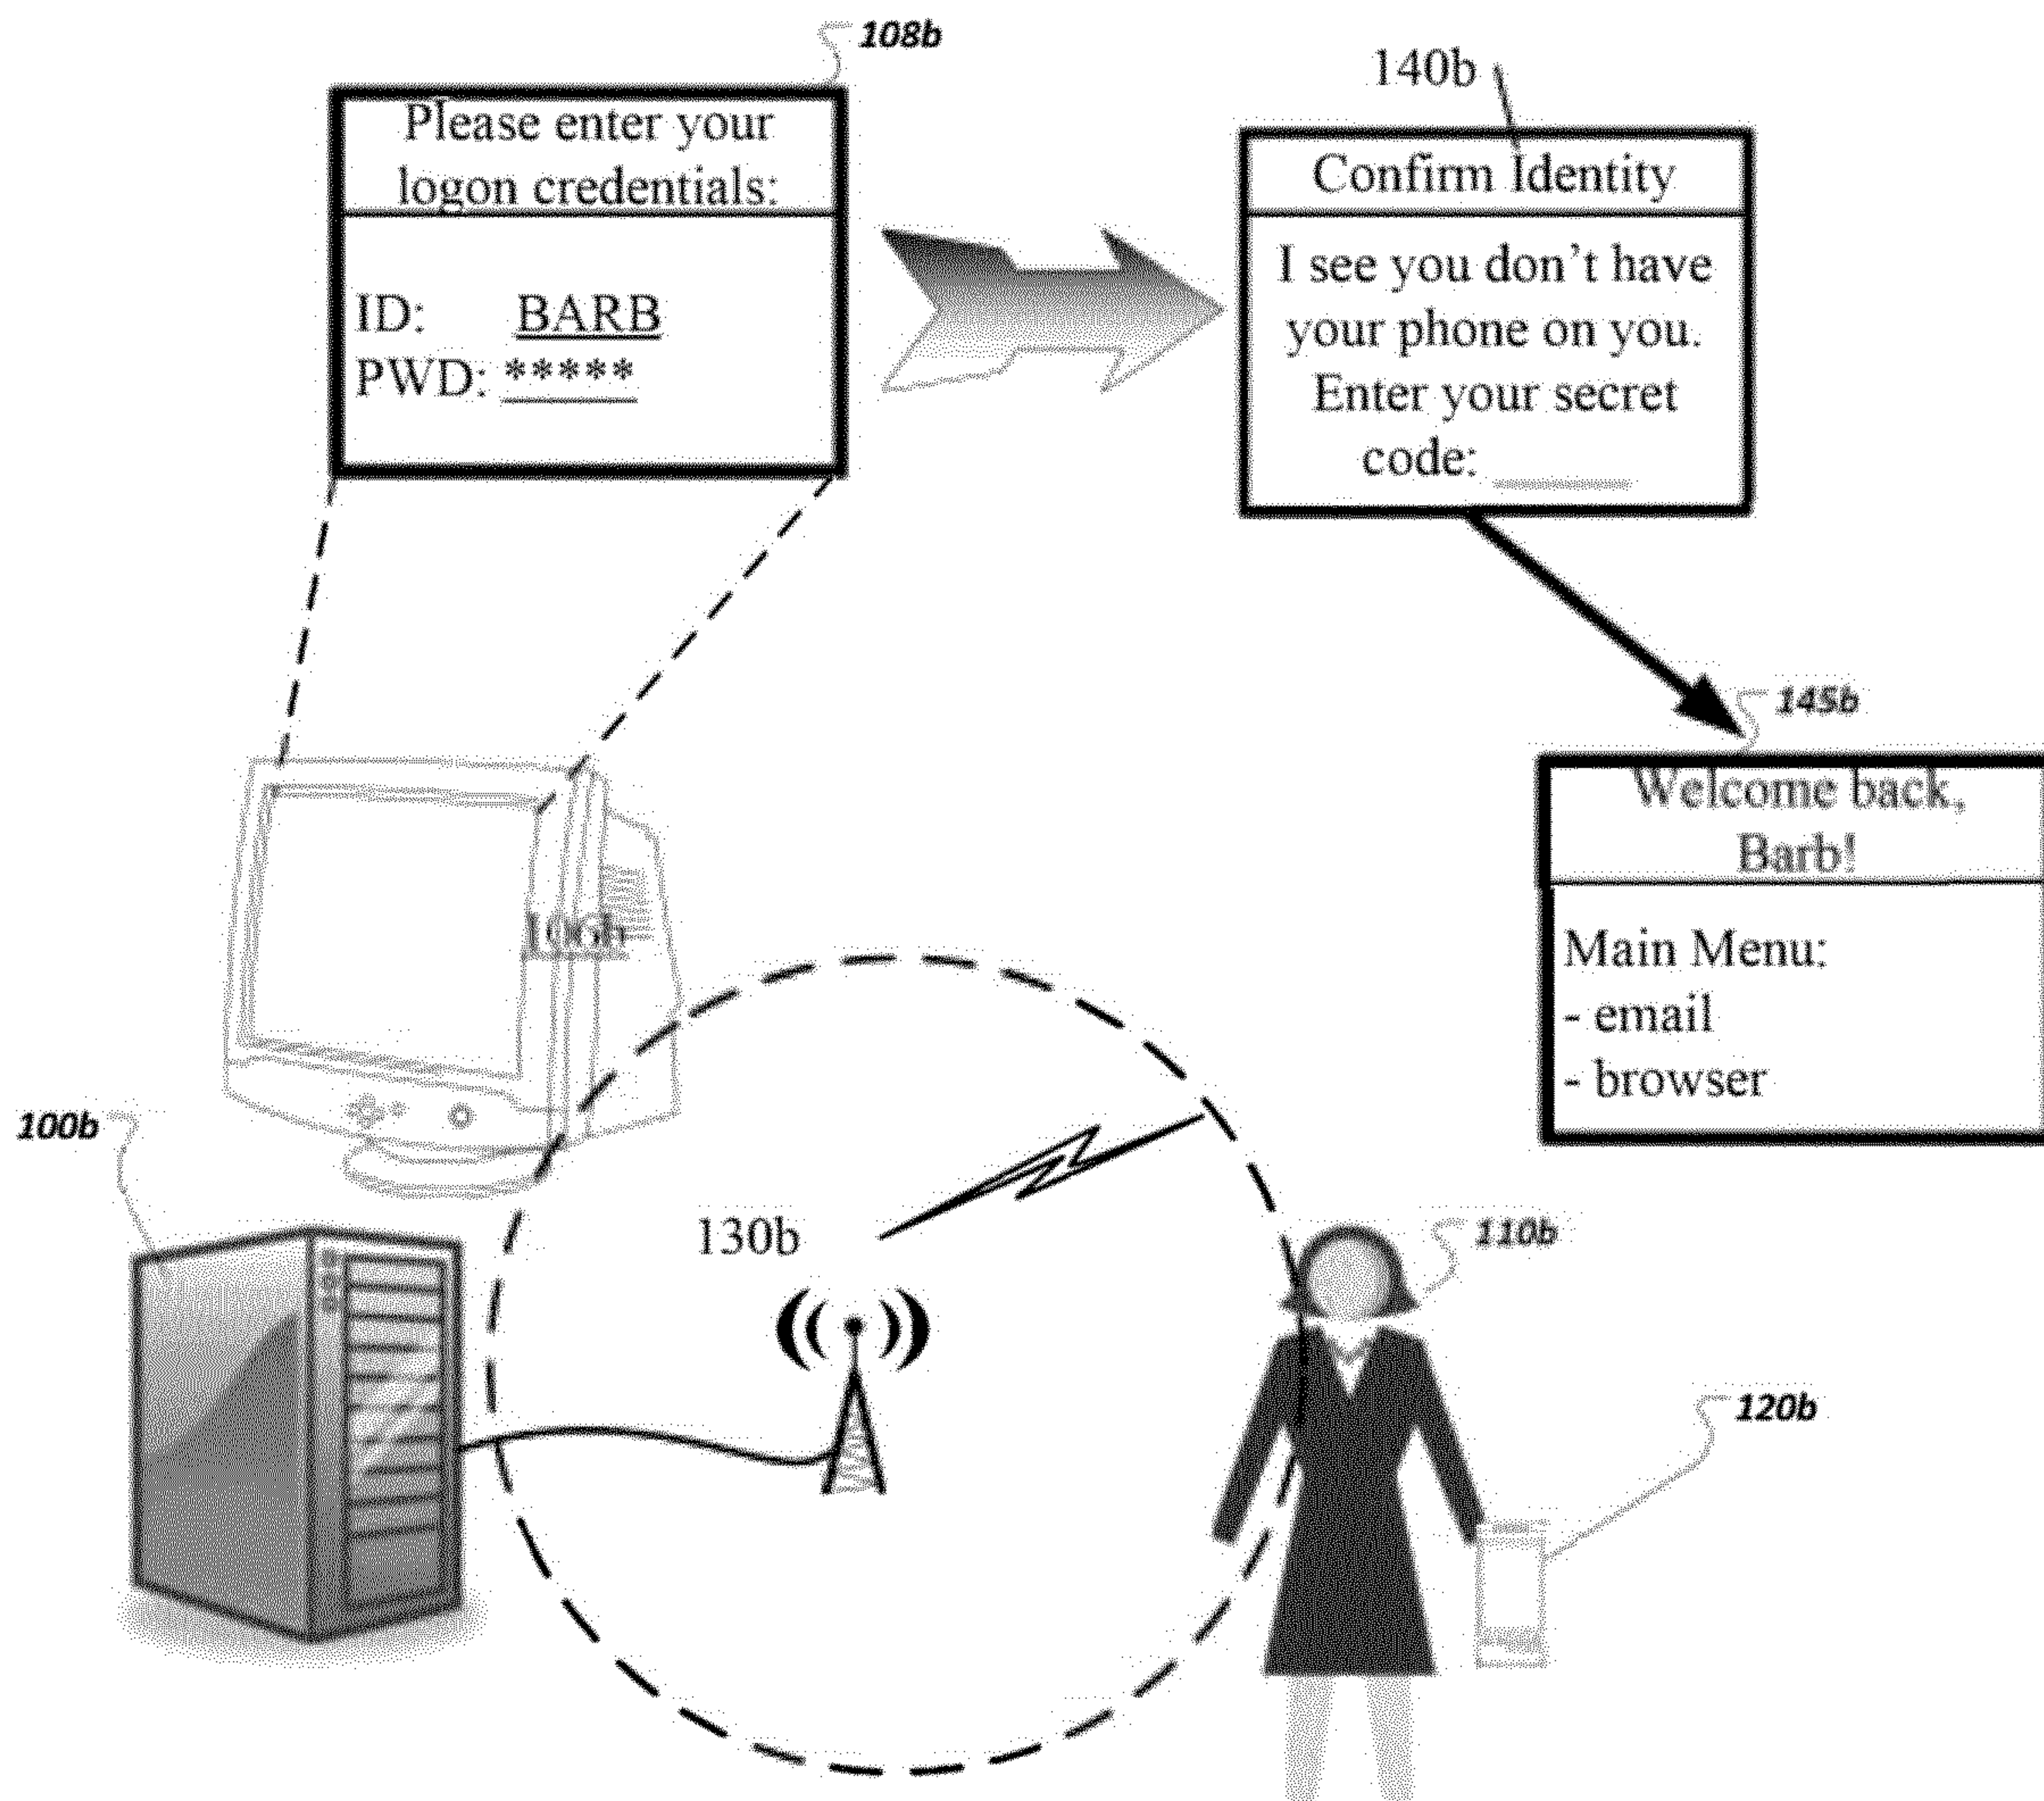 108b
Please enter your
logon credentials:
ID: BARB
PWD: *****
140b
Confirm Identity
I see you don't have
your phone on you.
Enter your secret
code:
145b
Welcome back,
Barb!
Main Menu:
- email
- browser
106b
100b
130b
110b
120b